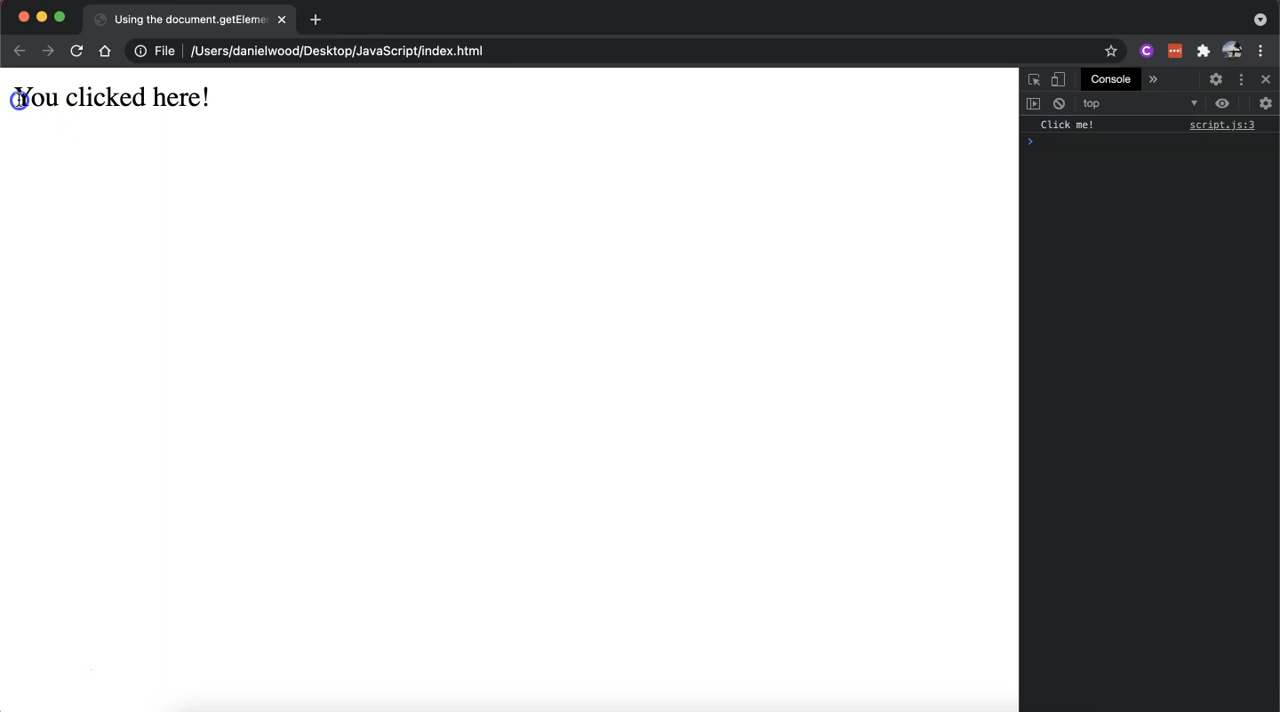 Using the document.getEleme
File /Users/danielwood/Desktop/JavaScript/index.html
You clicked here!
Console
top
Click me! script.js:3